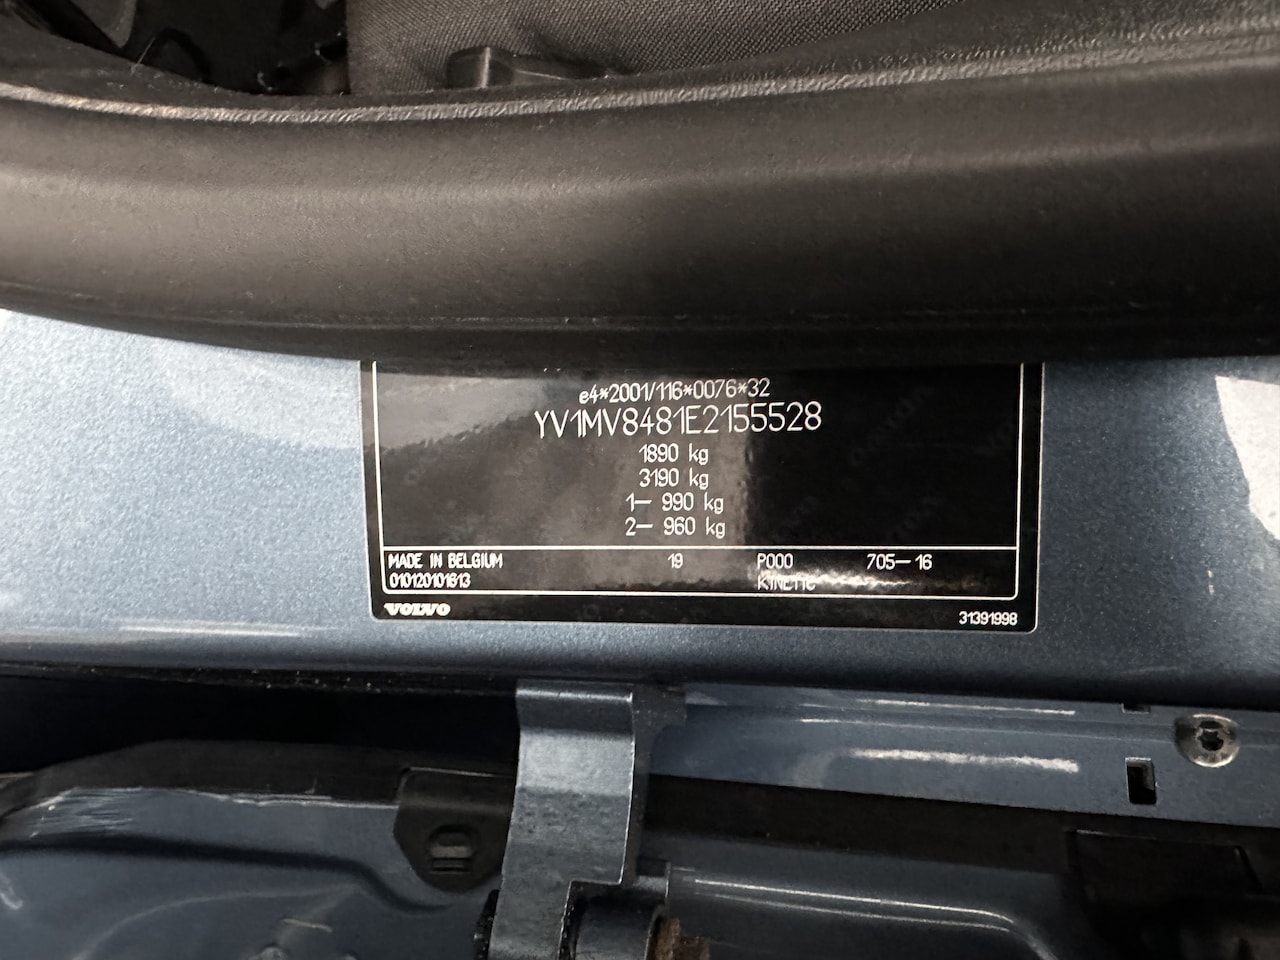 e4*2001/116*0076*32
YV1MV8481E2155528
1890 kg
3190 kg
1– 990 kg
2– 960 kg
MADE IN BELGIUM 19 P000 705–16
010120101613 KINETIC
VOLVO 31391998